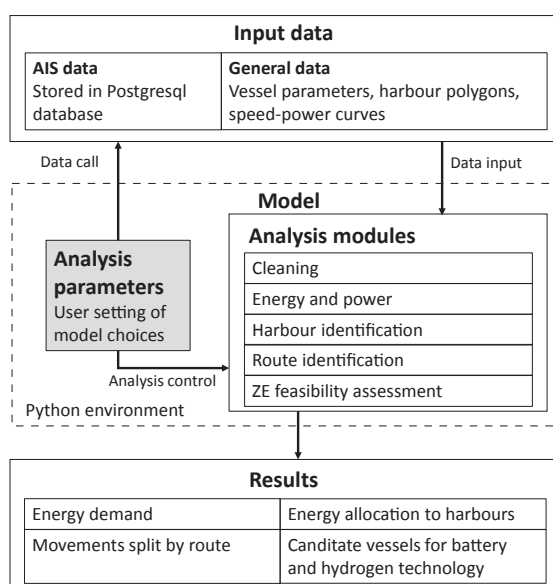 Input data
AIS data
Stored in Postgresql
database
General data
Vessel parameters, harbour polygons,
speed-power curves
Data call
Data input
Model
Analysis
parameters
User setting of
model choices
Analysis modules
Cleaning
Energy and power
Harbour identification
Route identification
ZE feasibility assessment
Analysis control
Python environment
Results
Energy demand
Energy allocation to harbours
Movements split by route
Canditate vessels for battery
and hydrogen technology